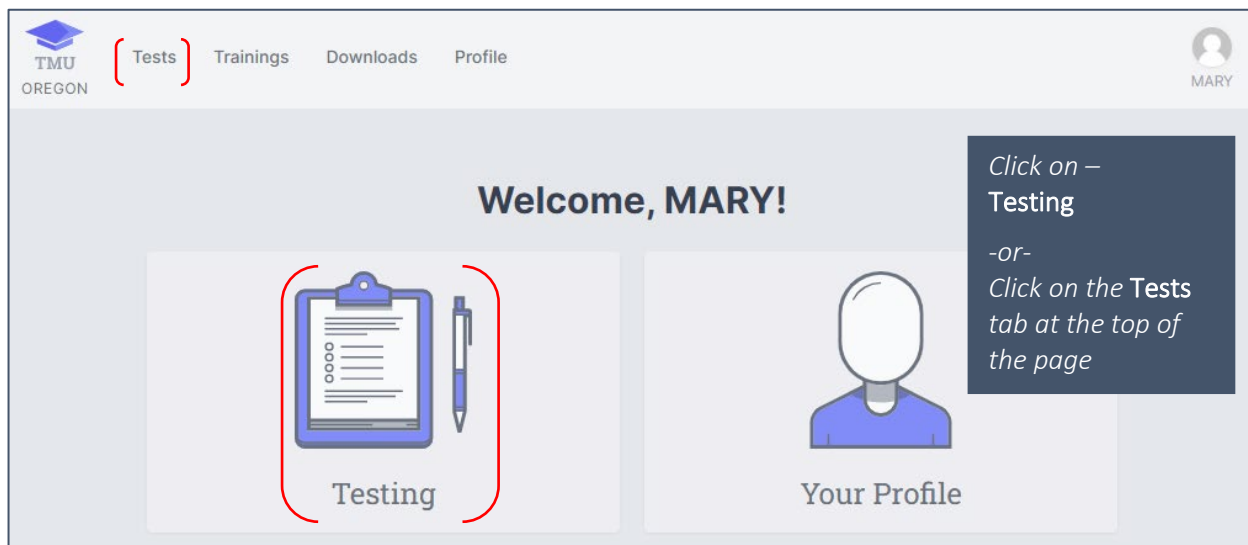 TMU
OREGON
Tests Trainings Downloads Profile
MARY
Welcome, MARY!
Click on –
Testing
-or-
Click on the Tests
tab at the top of
the page
Testing
Your Profile